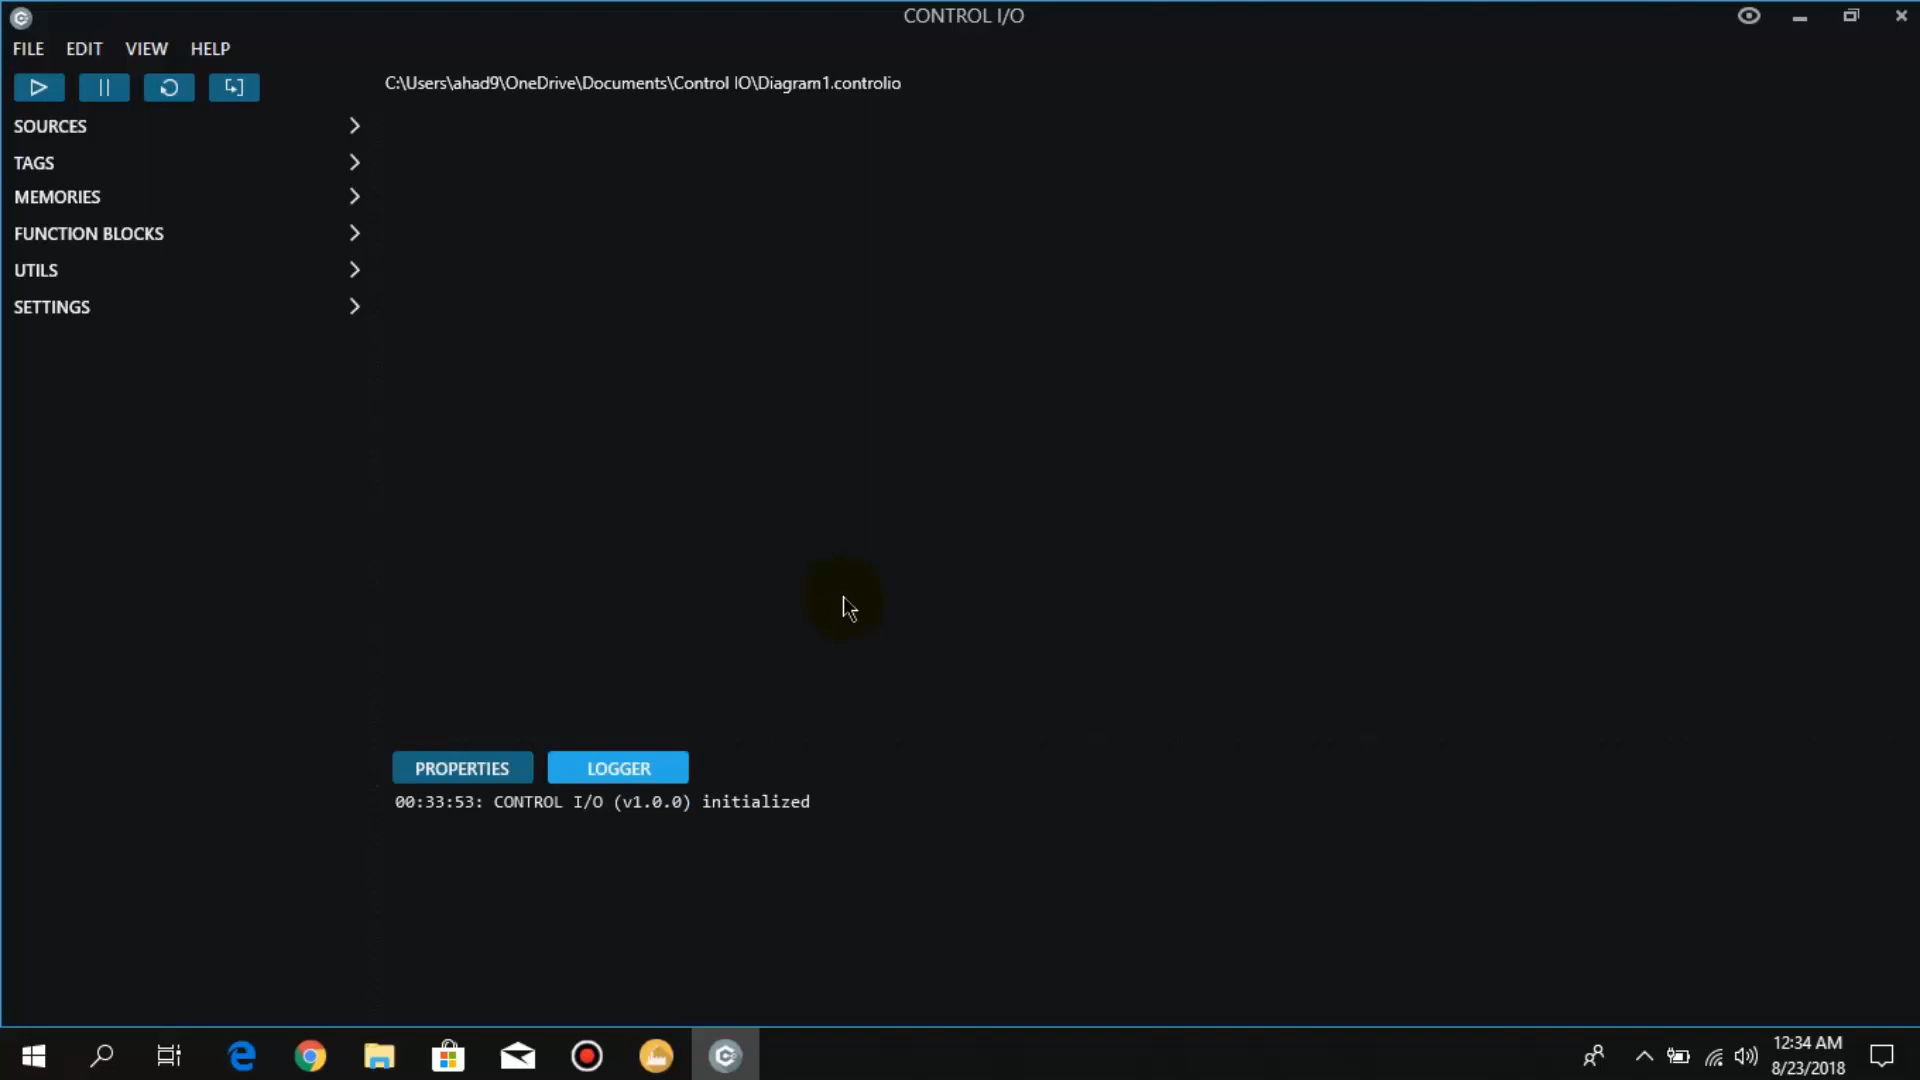 CONTROL I/O
FILE EDIT VIEW HELP
C:\Users\ahad9\OneDrive\Documents\Control IO\Diagram1.controlio
SOURCES
TAGS
MEMORIES
FUNCTION BLOCKS
UTILS
SETTINGS
PROPERTIES LOGGER
00:33:53: CONTROL I/O (v1.0.0) initialized
12:34 AM
8/23/2018